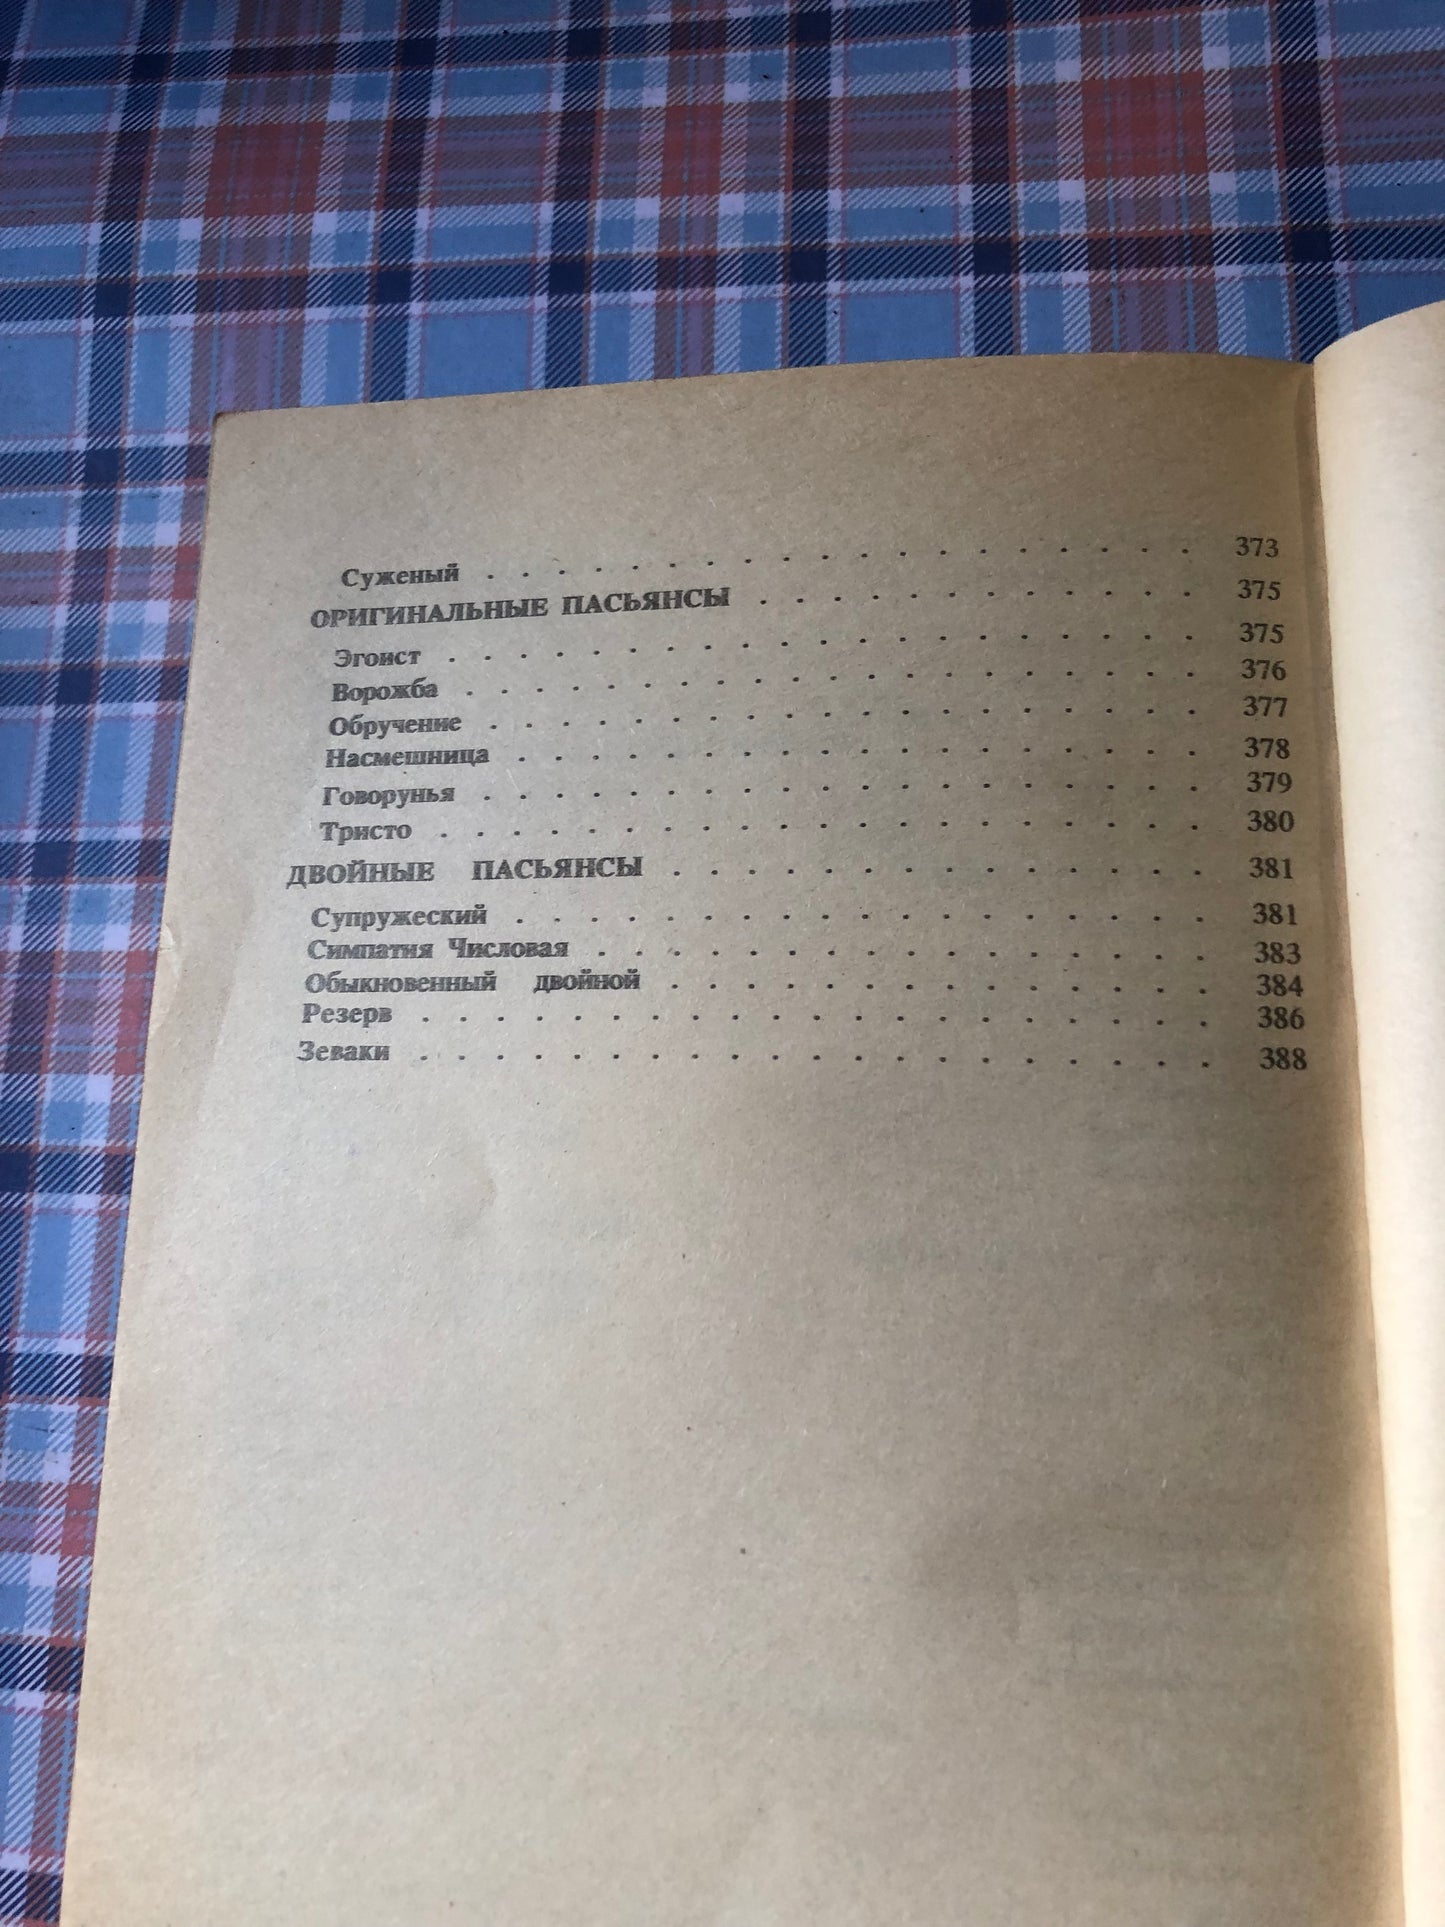 Суженый . . . . . . . . . . . . . . . . . . . . 373
ОРИГИНАЛЬНЫЕ ПАСЬЯНСЫ . . . . . . . . . . . . 375
Эгоист . . . . . . . . . . . . . . . . . . . . . 375
Ворожба . . . . . . . . . . . . . . . . . . . . 376
Обручение . . . . . . . . . . . . . . . . . . . . 377
Насмешница . . . . . . . . . . . . . . . . . . . 378
Говорунья . . . . . . . . . . . . . . . . . . . . 379
Тристо . . . . . . . . . . . . . . . . . . . . . 380
ДВОЙНЫЕ ПАСЬЯНСЫ . . . . . . . . . . . . . . 381
Супружеский . . . . . . . . . . . . . . . . . . . 381
Симпатия Числовая . . . . . . . . . . . . . . . . 383
Обыкновенный двойной . . . . . . . . . . . . . . 384
Резерв . . . . . . . . . . . . . . . . . . . . . 386
Зеваки . . . . . . . . . . . . . . . . . . . . . 388